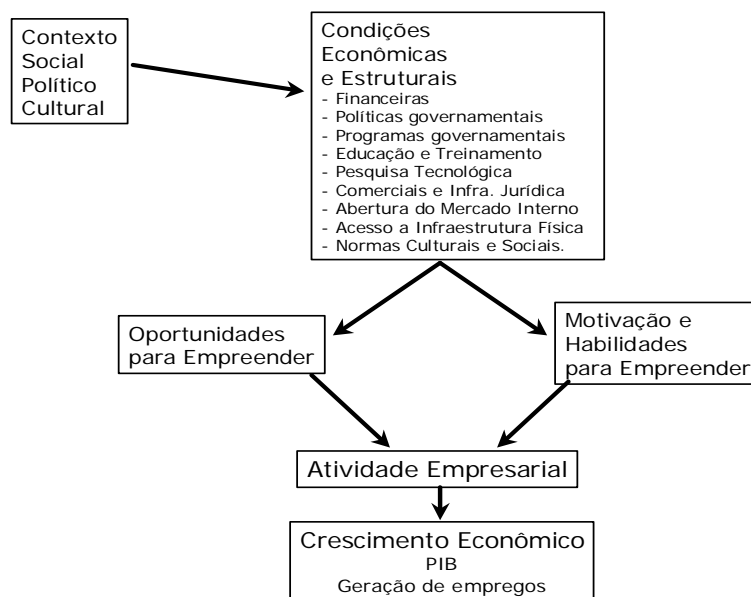 Contexto
Social
Político
Cultural
Condições
Econômicas
e Estruturais
- Financeiras
- Políticas governamentais
- Programas governamentais
- Educação e Treinamento
- Pesquisa Tecnológica
- Comerciais e Infra. Jurídica
- Abertura do Mercado Interno
- Acesso a Infraestrutura Física
- Normas Culturais e Sociais.
Oportunidades
para Empreender
Motivação e
Habilidades
para Empreender
Atividade Empresarial
Crescimento Econômico
PIB
Geração de empregos